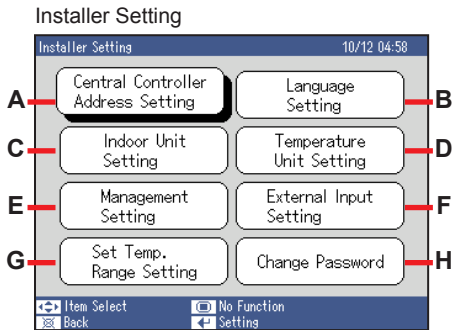 Installer Setting
Installer Setting 10/12 04:58
A Central Controller
Address Setting
Language
Setting B
C Indoor Unit
Setting
Temperature
Unit Setting D
E Management
Setting
External Input
Setting F
G Set Temp.
Range Setting
Change Password H
Item Select No Function
Back Setting